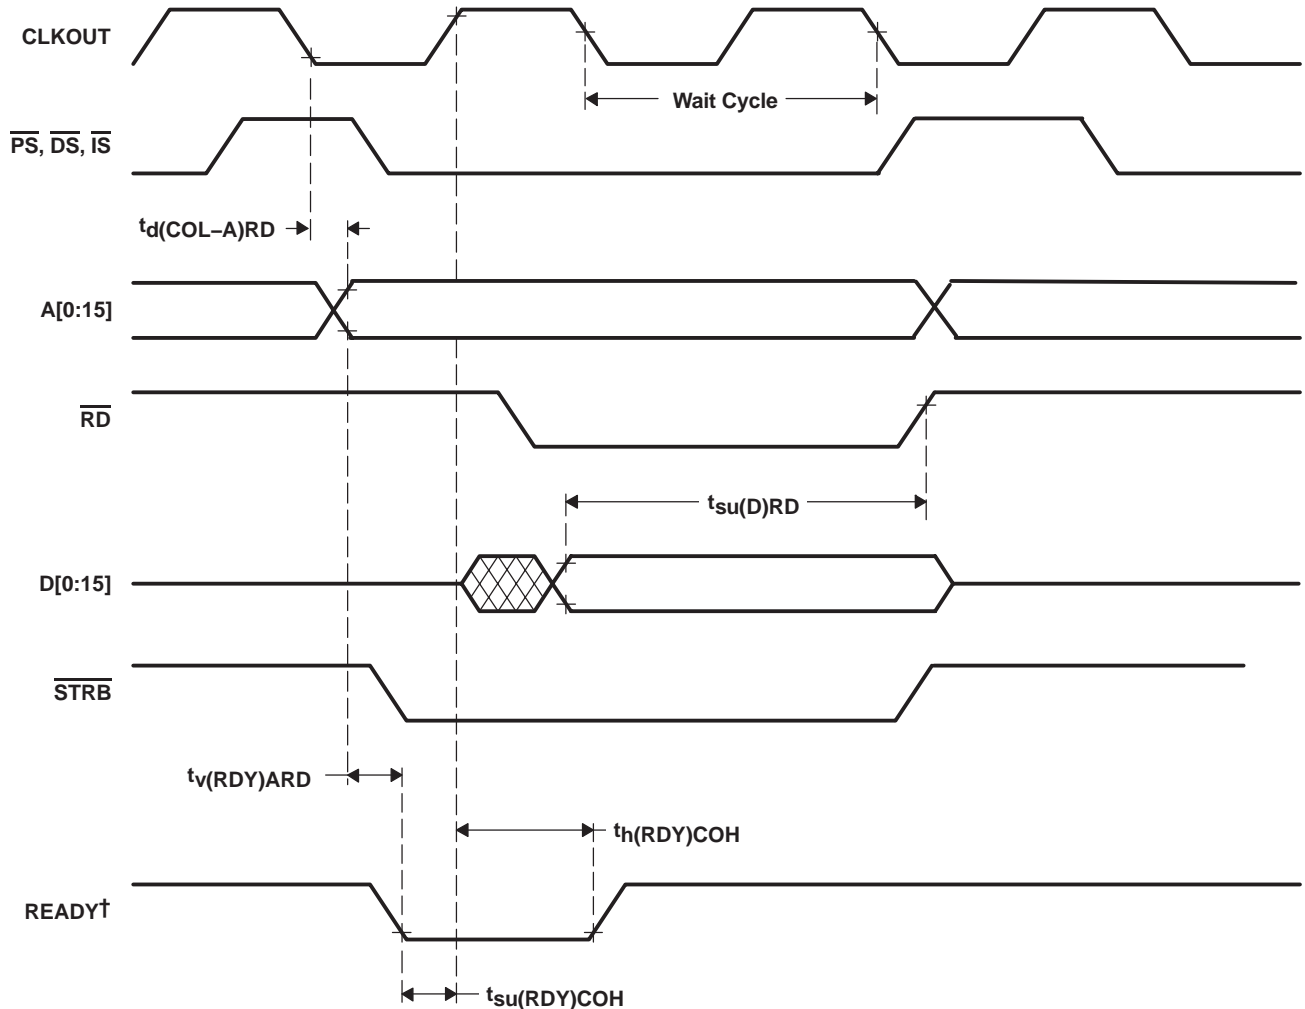 CLKOUT
Wait Cycle
PS, DS, IS
td(COL–A)RD
A[0:15]
RD
tsu(D)RD
D[0:15]
STRB
tv(RDY)ARD
th(RDY)COH
READY†
tsu(RDY)COH